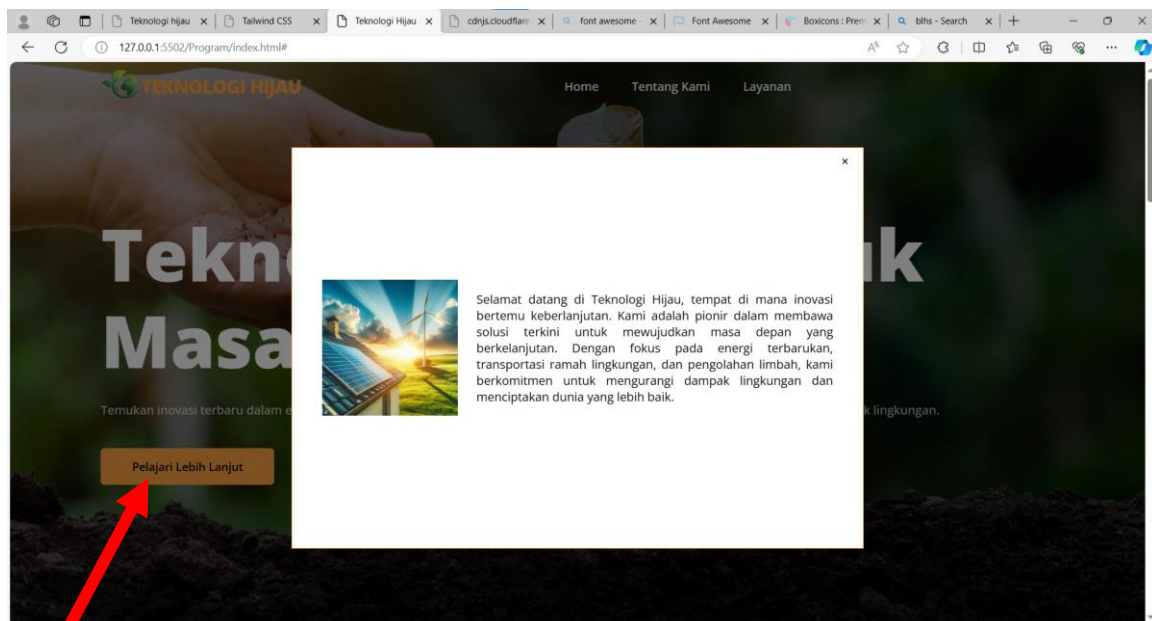 Teknologi hijau
Tailwind CSS
Teknologi Hijau
cdnjs.cloudflare.
font awesome -
Font Awesome
Boxicons : Prem
blhs - Search
127.0.0.1:5502/Program/index.html#
TEKNOLOGI HIJAU
Home Tentang Kami Layanan
×
Tekn k
Masa
Selamat datang di Teknologi Hijau, tempat di mana inovasi
bertemu keberlanjutan. Kami adalah pionir dalam membawa
solusi terkini untuk mewujudkan masa depan yang
berkelanjutan. Dengan fokus pada energi terbarukan,
transportasi ramah lingkungan, dan pengolahan limbah, kami
berkomitmen untuk mengurangi dampak lingkungan dan
menciptakan dunia yang lebih baik.
Temukan inovasi terbaru dalam e k lingkungan.
Pelajari Lebih Lanjut